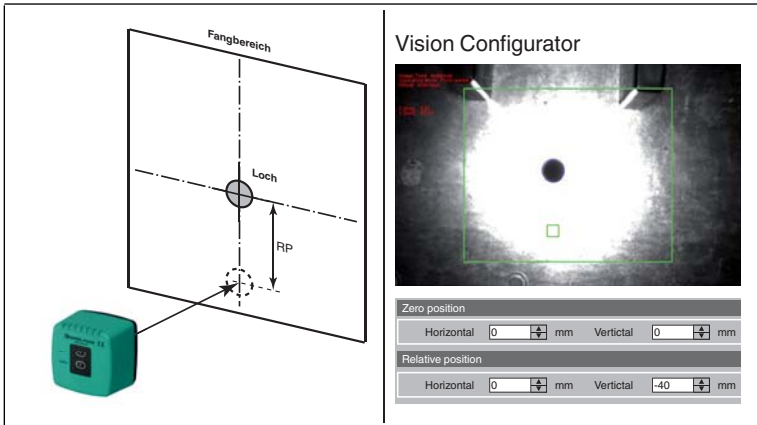 Fangbereich
Loch
RP
Vision Configurator
Zero position
Horizontal 0 mm Vertictal 0 mm
Relative position
Horizontal 0 mm Vertictal -40 mm